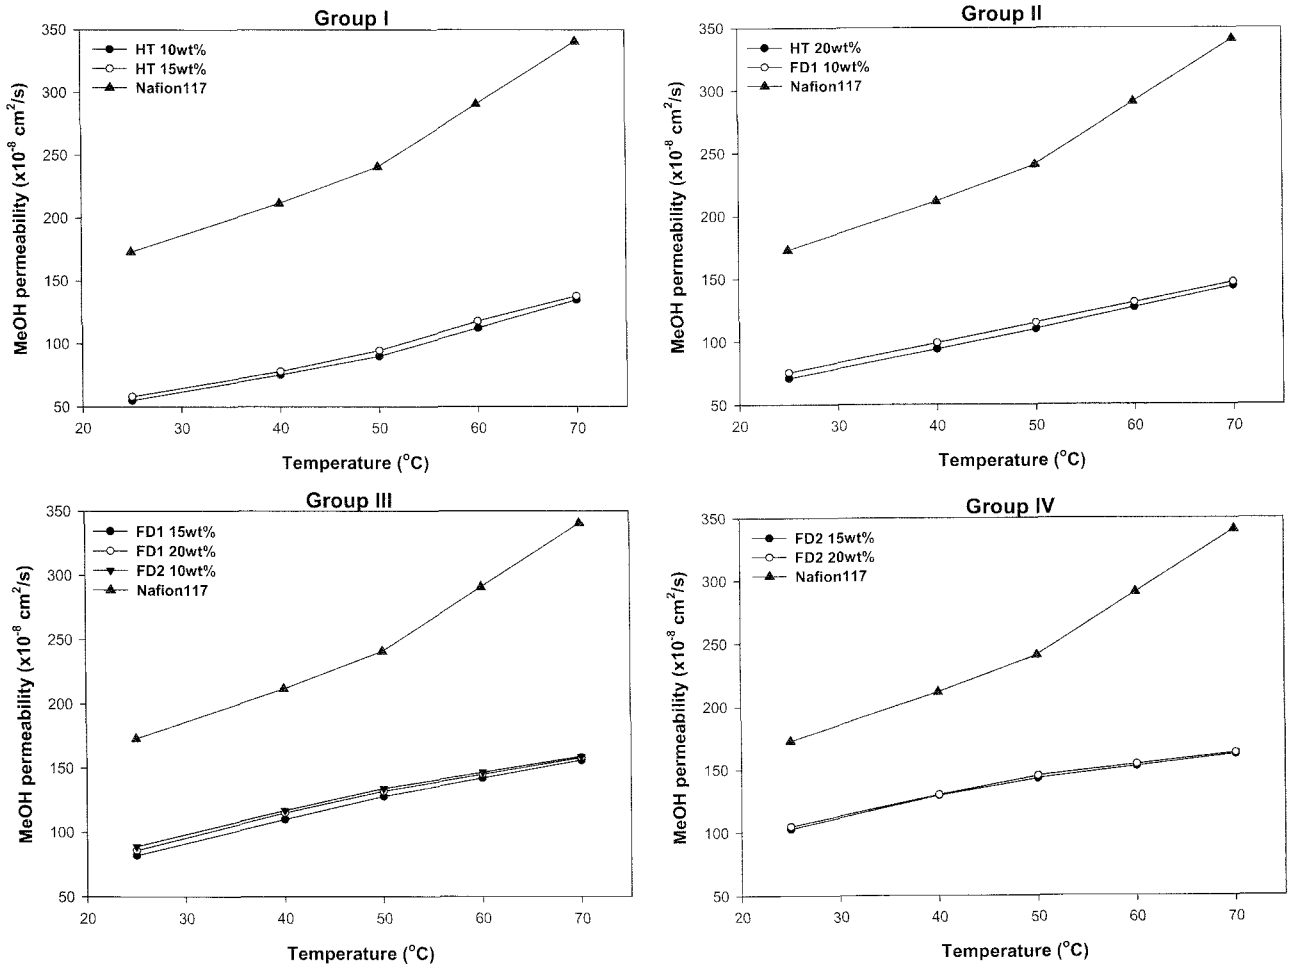 Group I
350
300
250
200
150
100
50
20
30
40
50
60
70
MeOH permeability (x10-8 cm2/s)
Temperature (oC)
HT 10wt%
HT 15wt%
Nafion117
Group II
350
300
250
200
150
100
50
20
30
40
50
60
70
MeOH permeability (x10-8 cm2/s)
Temperature (oC)
HT 20wt%
FD1 10wt%
Nafion117
Group III
350
300
250
200
150
100
50
20
30
40
50
60
70
MeOH permeability (x10-8 cm2/s)
Temperature (oC)
FD1 15wt%
FD1 20wt%
FD2 10wt%
Nafion117
Group IV
350
300
250
200
150
100
50
20
30
40
50
60
70
MeOH permeability (x10-8 cm2/s)
Temperature (oC)
FD2 15wt%
FD2 20wt%
Nafion117